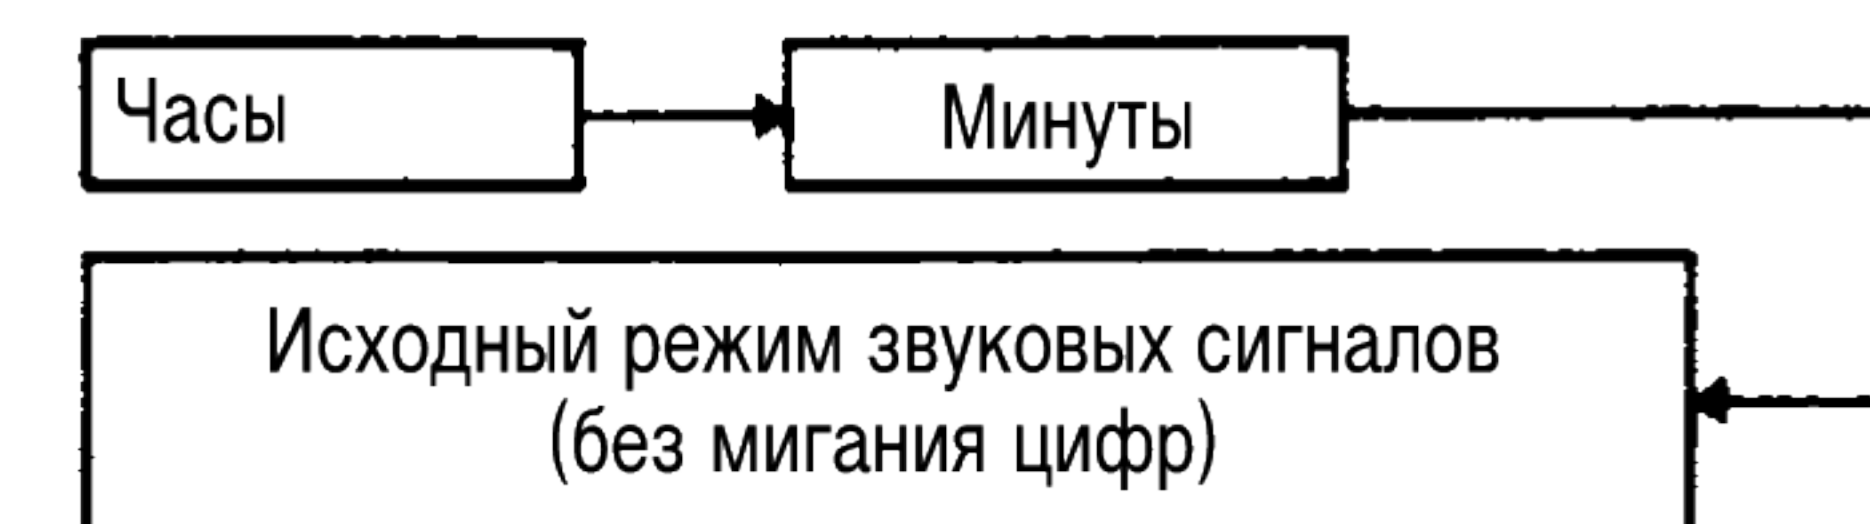 Часы
Минуты
Исходный режим звуковых сигналов
(без мигания цифр)